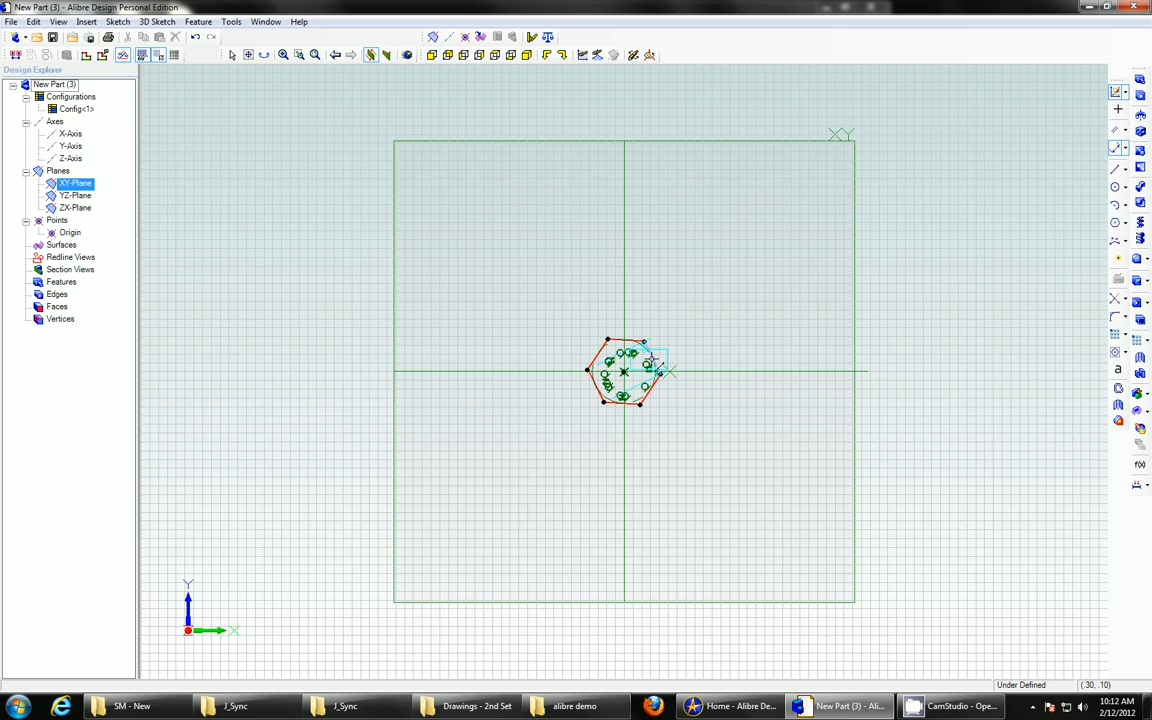 New Part (3) - Alibre Design Personal Edition
File Edit View Insert Sketch 3D Sketch Feature Tools Window Help
Design Explorer
New Part (3)
Configurations
Config<1>
Axes
X-Axis
Y-Axis
Z-Axis
Planes
XY-Plane
YZ-Plane
ZX-Plane
Points
Origin
Surfaces
Redline Views
Section Views
Features
Edges
Faces
Vertices
XY
X
a
f(x)
Y
X
Under Defined (.30, .10)
SM - New J_Sync J_Sync Drawings - 2nd Set alibre demo Home - Alibre De... New Part (3) - Ali... CamStudio - Ope...
10:12 AM
2/12/2012